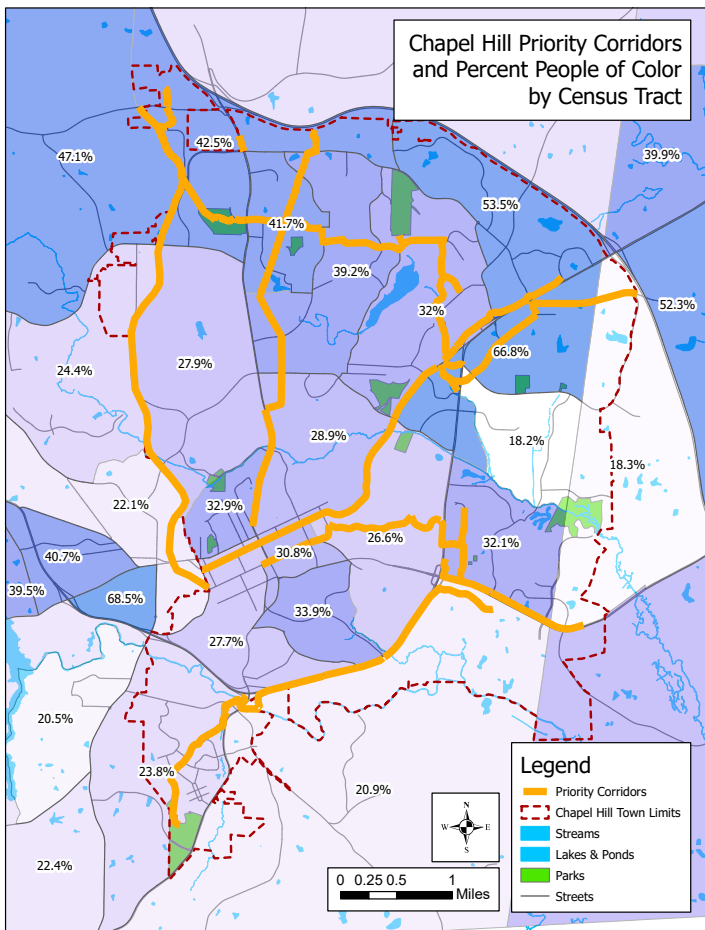 Chapel Hill Priority Corridors
and Percent People of Color
by Census Tract
47.1%
42.5%
39.9%
53.5%
41.7%
39.2%
52.3%
32%
66.8%
24.4%
27.9%
28.9%
18.2%
18.3%
22.1%
32.9%
26.6%
32.1%
30.8%
40.7%
39.5%
68.5%
33.9%
27.7%
20.5%
23.8%
20.9%
22.4%
Legend
Priority Corridors
Chapel Hill Town Limits
Streams
Lakes & Ponds
Parks
Streets
N
W E
S
0 0.25 0.5 1
Miles